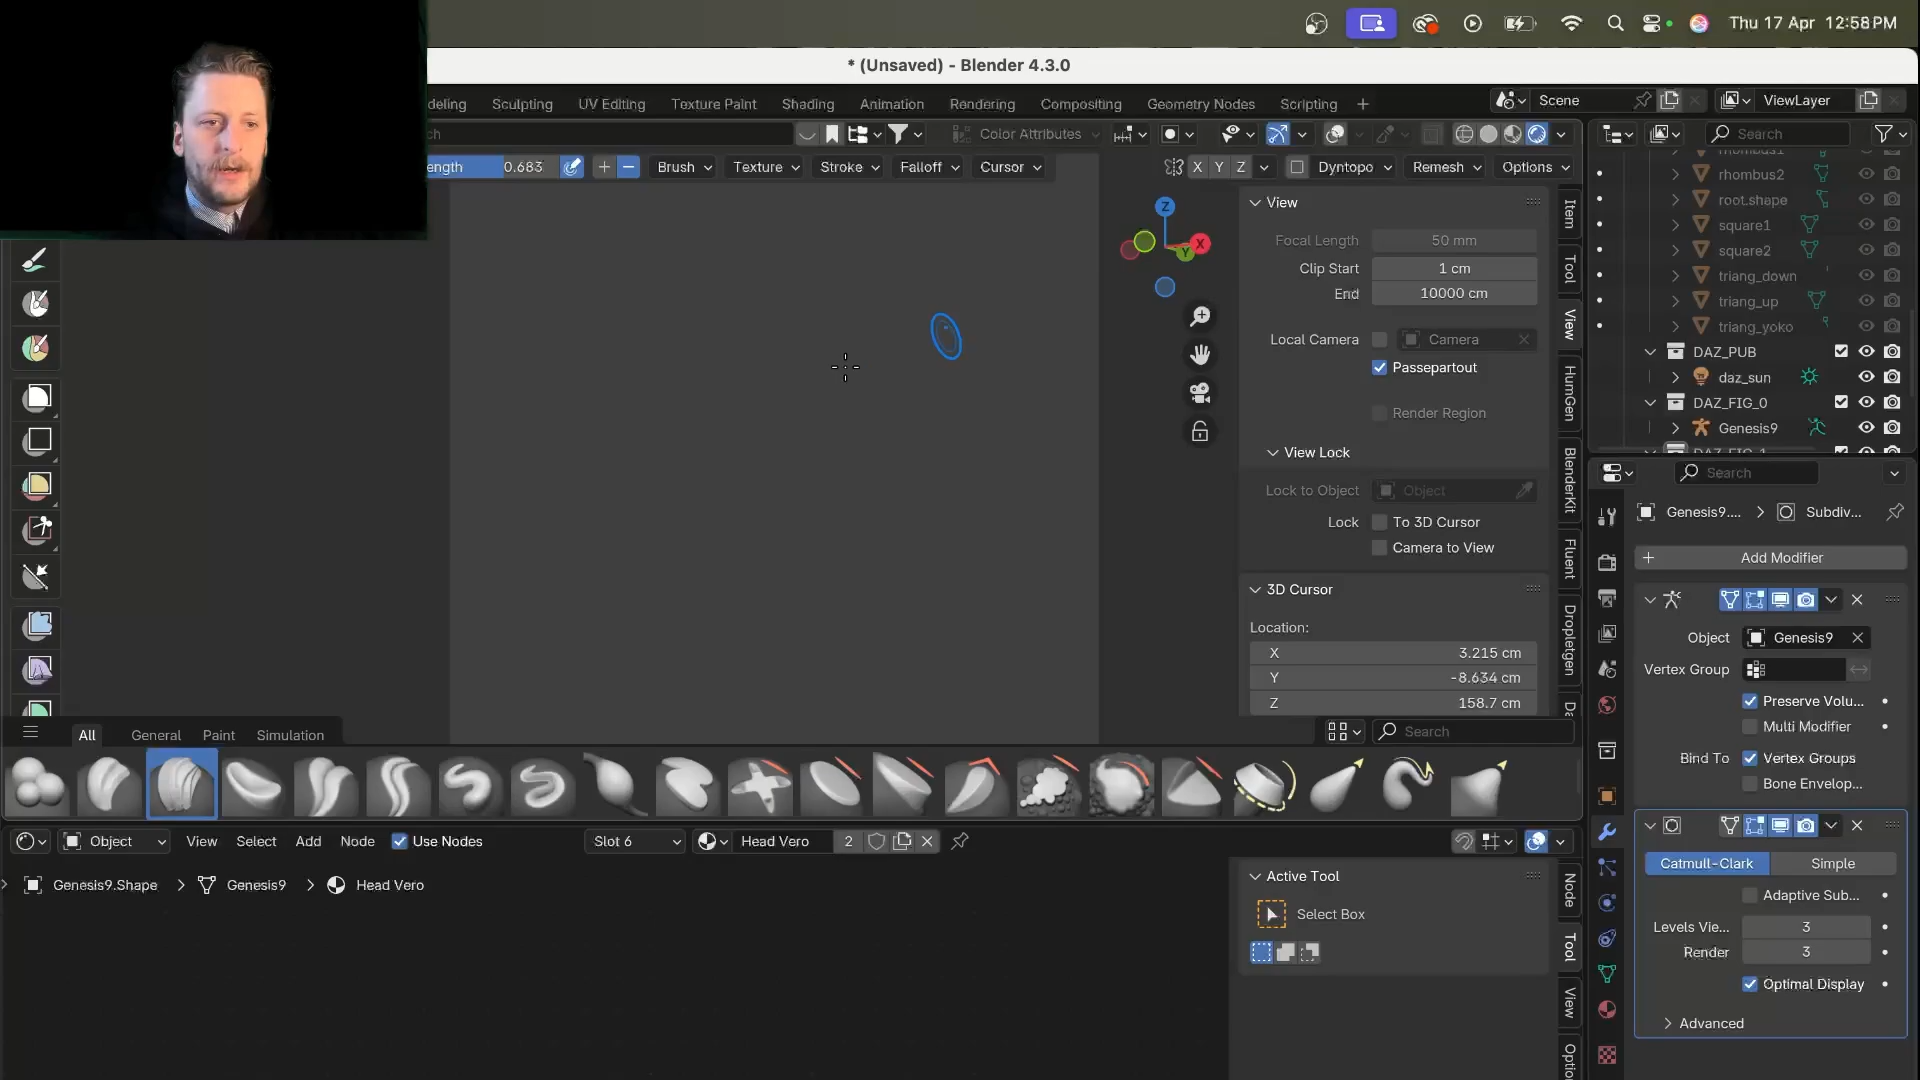 Thu 17 Apr 12:58 PM
* (Unsaved) - Blender 4.3.0
deling Sculpting UV Editing Texture Paint Shading Animation Rendering Compositing Geometry Nodes Scripting +
Scene ViewLayer
ch Color Attributes Search
ength 0.683 Brush Texture Stroke Falloff Cursor X Y Z Dyntopo Remesh Options
rhombus1
rhombus2
root.shape
square1
square2
triang_down
triang_up
triang_yoko
DAZ_PUB
daz_sun
DAZ_FIG_0
Genesis9
DAZ_FIG_1
Z
X
Y
View
Focal Length 50 mm
Clip Start 1 cm
End 10000 cm
Local Camera Camera
Passepartout
Render Region
View Lock
Lock to Object Object
Lock To 3D Cursor
Camera to View
3D Cursor
Location:
X 3.215 cm
Y -8.634 cm
Z 158.7 cm
Item
Tool
View
HumGen
BlenderKit
Fluent
Dropletgen
Da
Search
Genesis9.... > Subdiv...
Add Modifier
Object Genesis9
Vertex Group
Preserve Volu...
Multi Modifier
Bind To Vertex Groups
Bone Envelop...
Catmull-Clark Simple
Adaptive Sub...
Levels Vie... 3
Render 3
Optimal Display
Advanced
All General Paint Simulation Search
Object View Select Add Node Use Nodes Slot 6 Head Vero 2
Genesis9.Shape > Genesis9 > Head Vero
Active Tool
Select Box
Node
Tool
View
Optio